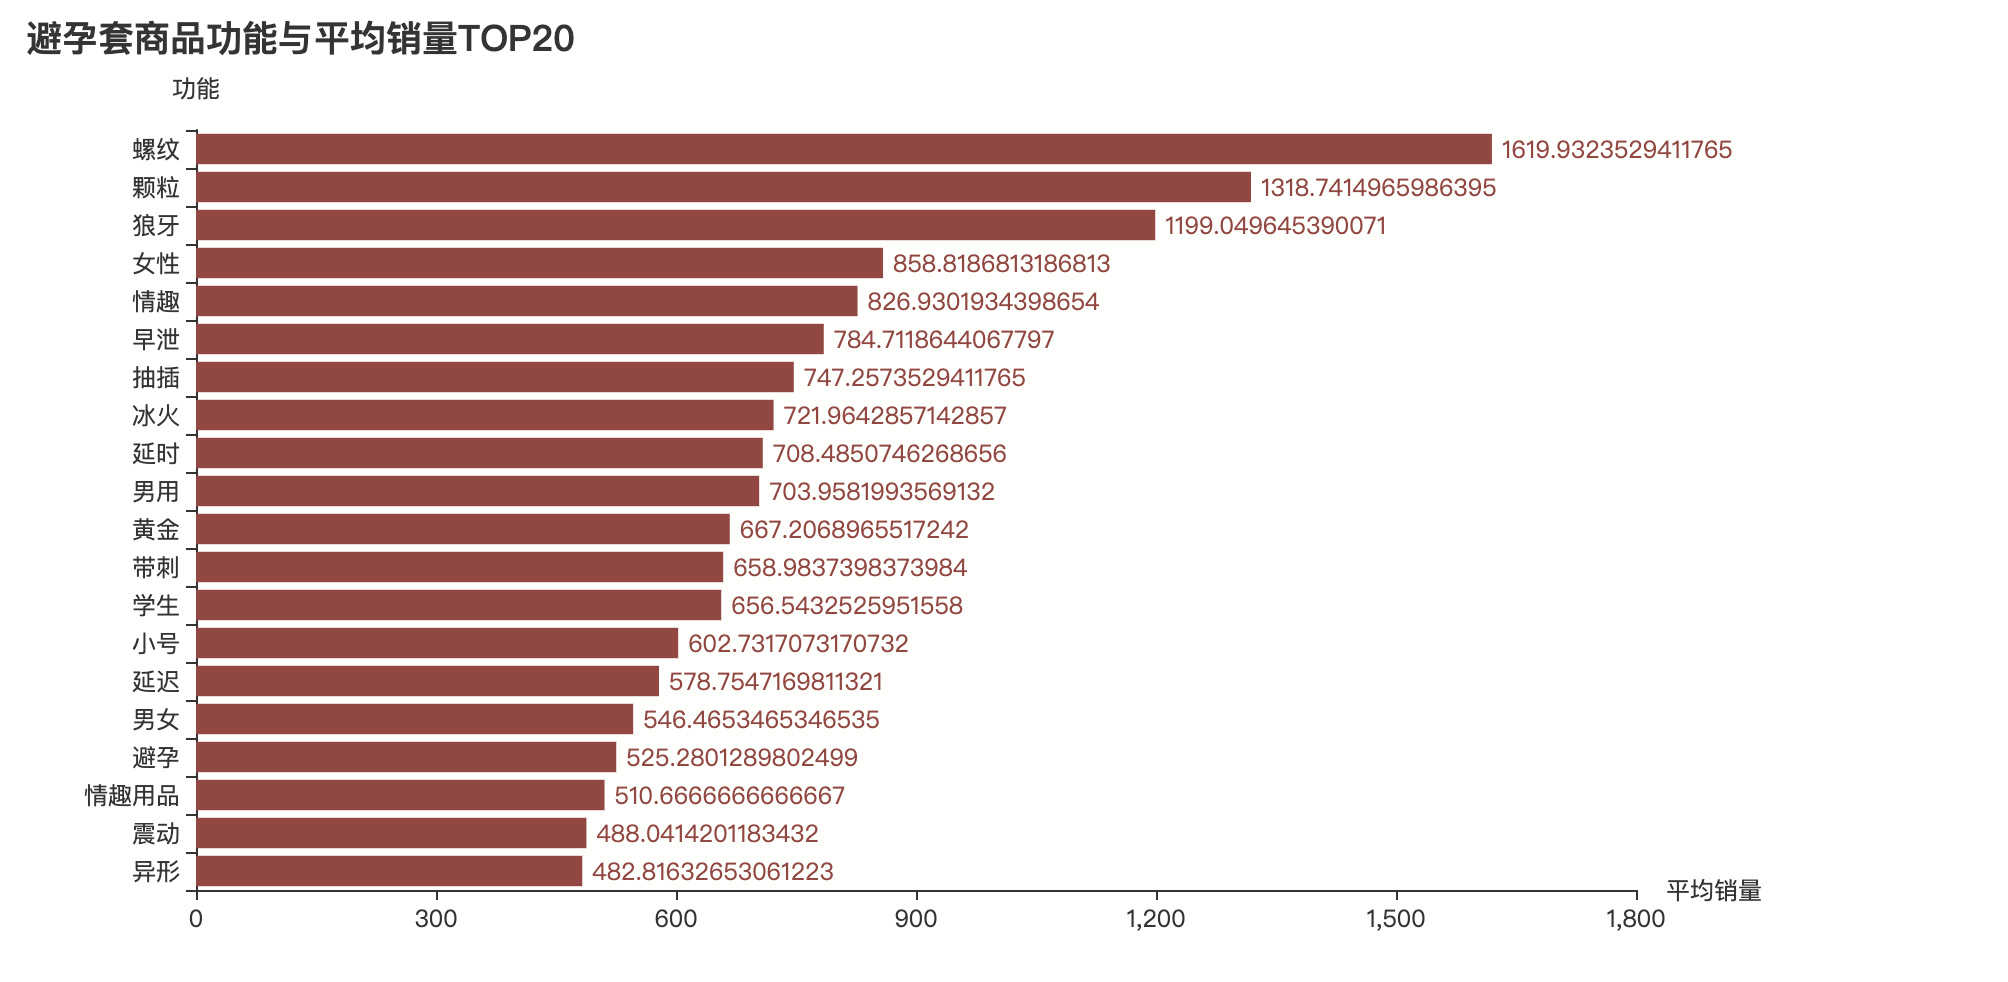 避孕套商品功能与平均销量TOP20
功能
螺纹 1619.9323529411765
颗粒 1318.7414965986395
狼牙 1199.049645390071
女性 858.8186813186813
情趣 826.9301934398654
早泄 784.7118644067797
抽插 747.2573529411765
冰火 721.9642857142857
延时 708.4850746268656
男用 703.9581993569132
黄金 667.2068965517242
带刺 658.9837398373984
学生 656.5432525951558
小号 602.7317073170732
延迟 578.7547169811321
男女 546.4653465346535
避孕 525.2801289802499
情趣用品 510.6666666666667
震动 488.0414201183432
异形 482.81632653061223
平均销量
0 300 600 900 1,200 1,500 1,800